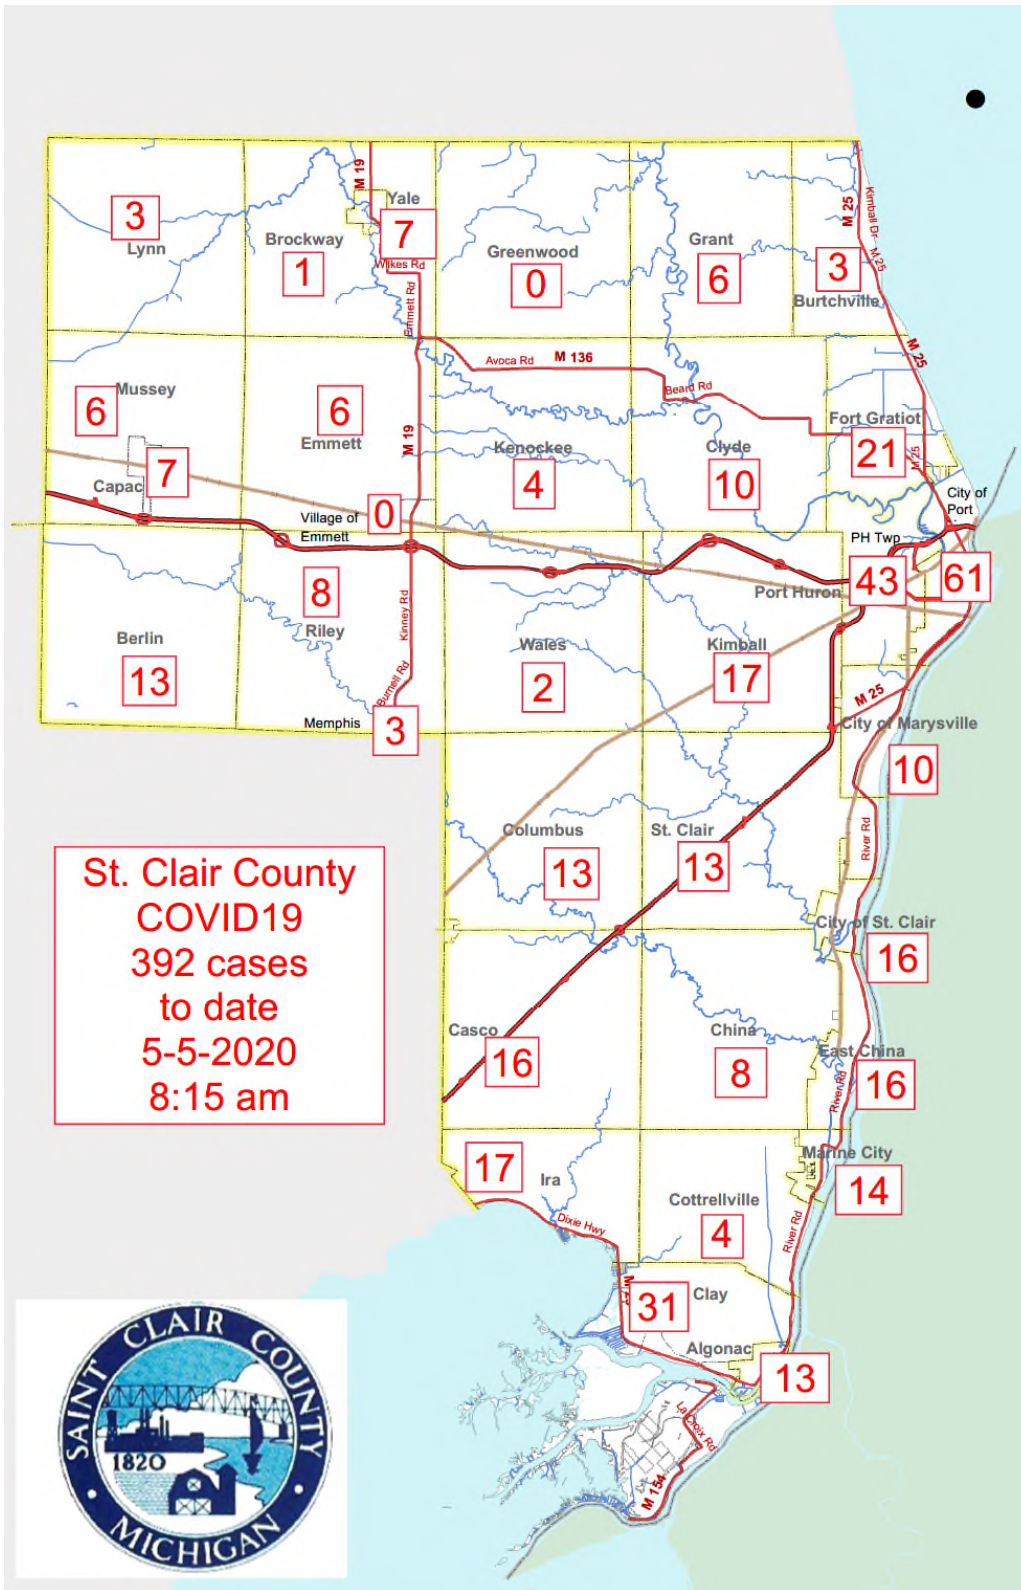 M 19
Yale
7
3
Lynn
Brockway
1
Wilkes Rd
Emmett Rd
Greenwood
0
Grant
6
M 25
Kimball Dr
M 25
3
Burtchville
M 25
Avoca Rd
M 136
Beard Rd
Mussey
6
6
Emmett
M 19
Kenockee
4
Clyde
10
Fort Gratiot
21
M 25
7
Capac
Village of
Emmett
0
City of
Port
PH Twp
43
61
Port Huron
8
Riley
Kinney Rd
Berlin
13
Wales
2
Kimball
17
Burnell Rd
Memphis
3
M 25
City of Marysville
10
River Rd
Columbus
13
St. Clair
13
St. Clair County
COVID19
392 cases
to date
5-5-2020
8:15 am
City of St. Clair
16
Casco
16
China
8
East China
16
River Rd
Marine City
14
17
Ira
Dixie Hwy
Cottrellville
4
River Rd
31
Clay
Algonac
13
La Croix Rd
M 154
SAINT CLAIR COUNTY
1820
MICHIGAN